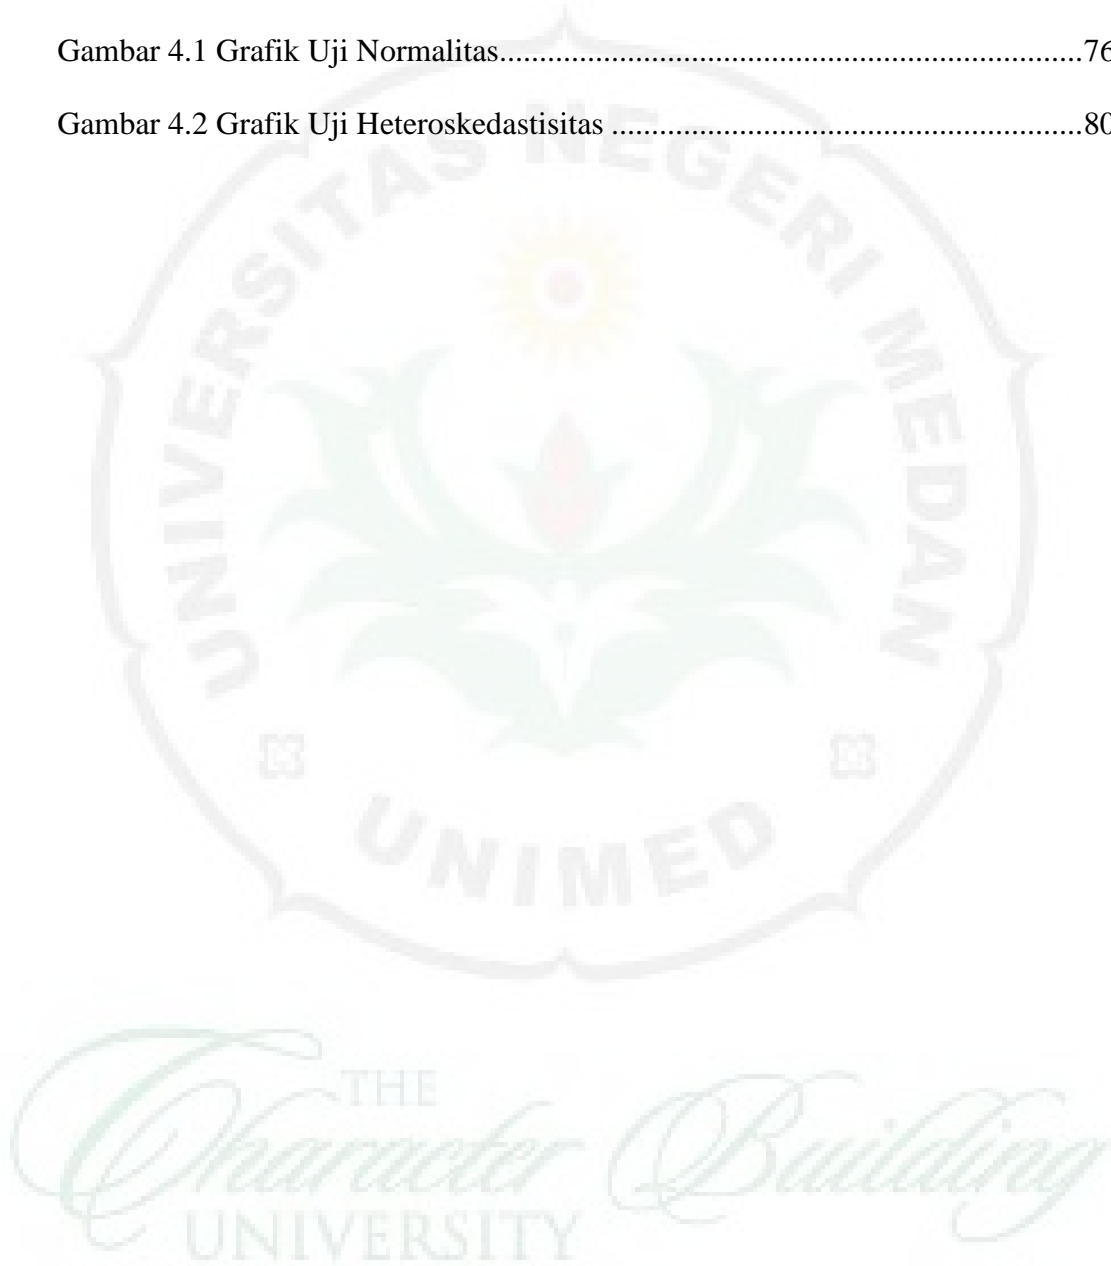 Gambar 4.1 Grafik Uji Normalitas........................................................................76
Gambar 4.2 Grafik Uji Heteroskedastisitas ..........................................................80
UNIVERSITAS NEGERI MEDAN
UNIMED
THE
Character Building
UNIVERSITY